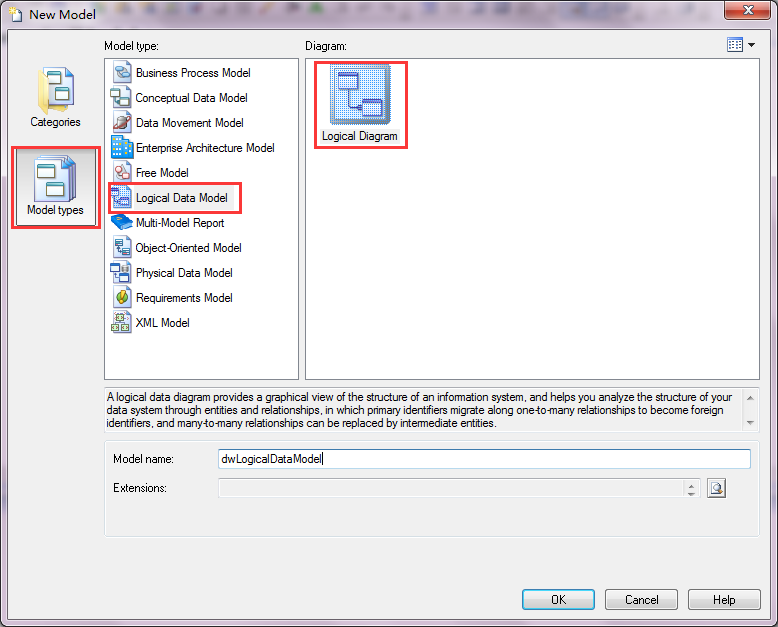 New Model
Model type:
Diagram:
Categories
Model types
Business Process Model
Conceptual Data Model
Data Movement Model
Enterprise Architecture Model
Free Model
Logical Data Model
Multi-Model Report
Object-Oriented Model
Physical Data Model
Requirements Model
XML Model
Logical Diagram
A logical data diagram provides a graphical view of the structure of an information system, and helps you analyze the structure of your
data system through entities and relationships, in which primary identifiers migrate along one-to-many relationships to become foreign
identifiers, and many-to-many relationships can be replaced by intermediate entities.
Model name:
dwLogicalDataModel
Extensions:
OK
Cancel
Help